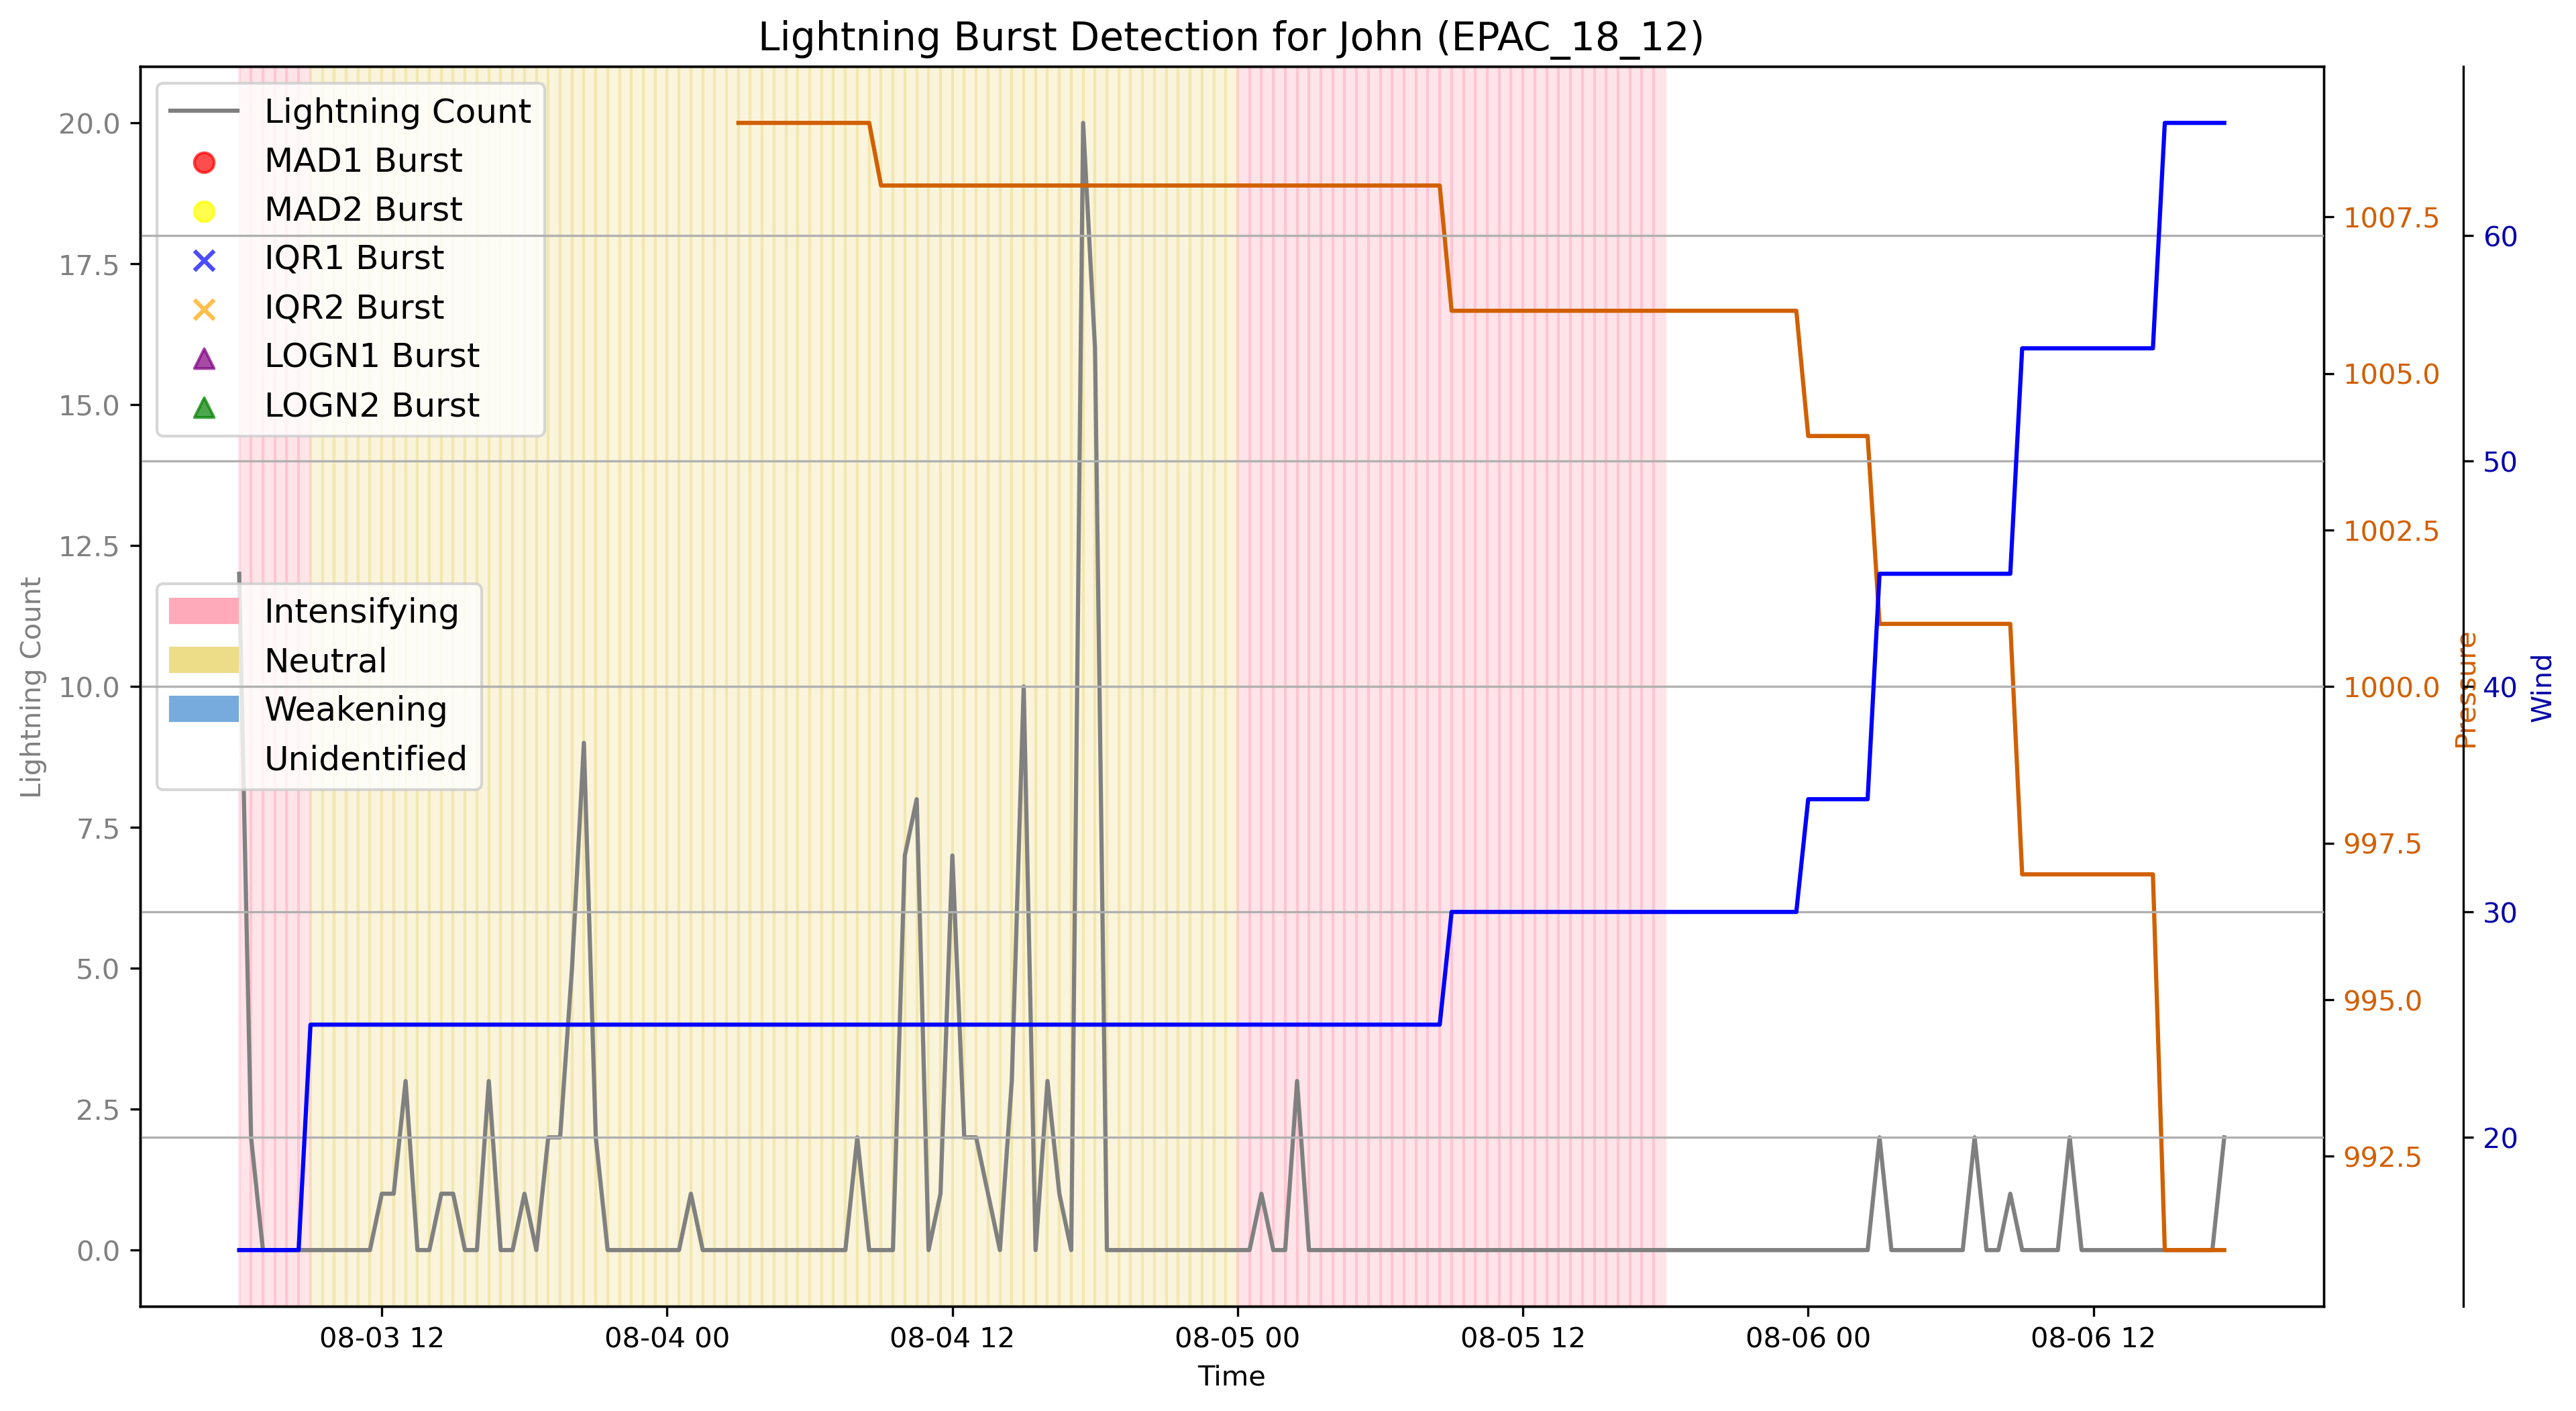 Lightning Burst Detection for John (EPAC_18_12)
Lightning Count
MAD1 Burst
MAD2 Burst
IQR1 Burst
IQR2 Burst
LOGN1 Burst
LOGN2 Burst
Intensifying
Neutral
Weakening
Unidentified
Lightning Count
20.0
17.5
15.0
12.5
10.0
7.5
5.0
2.5
0.0
1007.5
1005.0
1002.5
1000.0
997.5
995.0
992.5
Pressure
60
50
40
30
20
Wind
08-03 12
08-04 00
08-04 12
08-05 00
08-05 12
08-06 00
08-06 12
Time